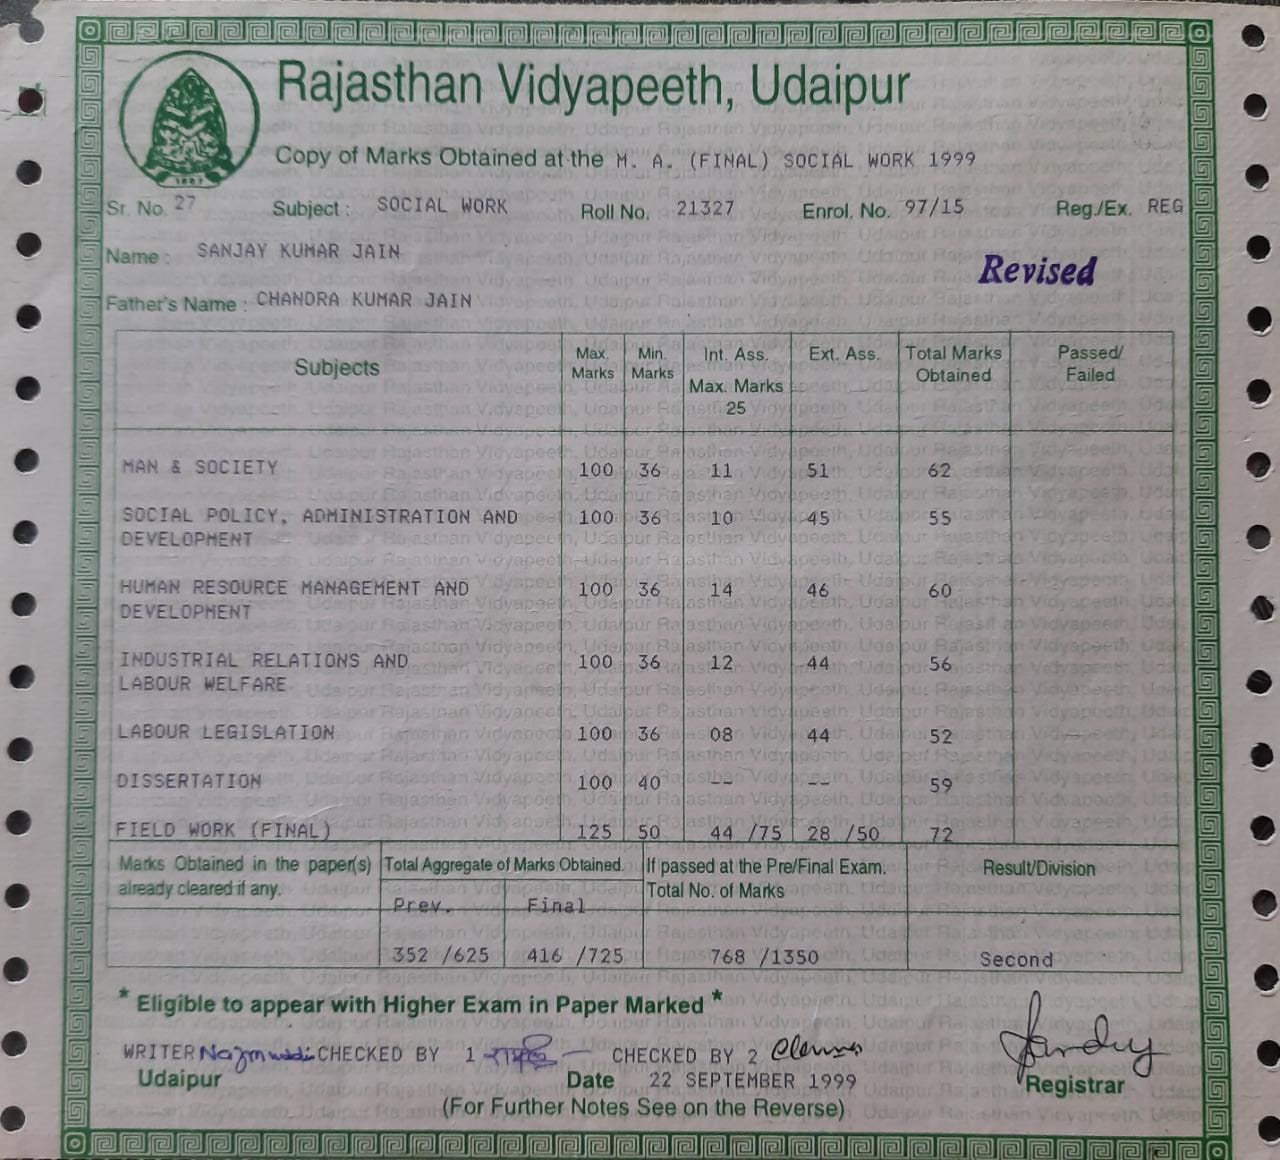 Rajasthan Vidyapeeth, Udaipur
Copy of Marks Obtained at the M. A. (FINAL) SOCIAL WORK 1999
Sr. No. 27 Subject : SOCIAL WORK Roll No. 21327 Enrol. No. 97/15 Reg./Ex. REG
Name : SANJAY KUMAR JAIN
Revised
Father's Name : CHANDRA KUMAR JAIN
Subjects Max. Marks Min. Marks Int. Ass. Max. Marks 25 Ext. Ass. Total Marks Obtained Passed/ Failed
MAN & SOCIETY 100 36 11 51 62
SOCIAL POLICY, ADMINISTRATION AND 100 36 10 45 55
DEVELOPMENT
HUMAN RESOURCE MANAGEMENT AND 100 36 14 46 60
DEVELOPMENT
INDUSTRIAL RELATIONS AND 100 36 12 44 56
LABOUR WELFARE
LABOUR LEGISLATION 100 36 08 44 52
DISSERTATION 100 40 -- -- 59
FIELD WORK (FINAL) 125 50 44 /75 28 /50 72
Marks Obtained in the paper(s) already cleared if any. Total Aggregate of Marks Obtained. If passed at the Pre/Final Exam. Total No. of Marks Result/Division
Prev. Final
352 /625 416 /725 768 /1350 Second
* Eligible to appear with Higher Exam in Paper Marked *
WRITER CHECKED BY 1 CHECKED BY 2
Udaipur Date 22 SEPTEMBER 1999 Registrar
(For Further Notes See on the Reverse)